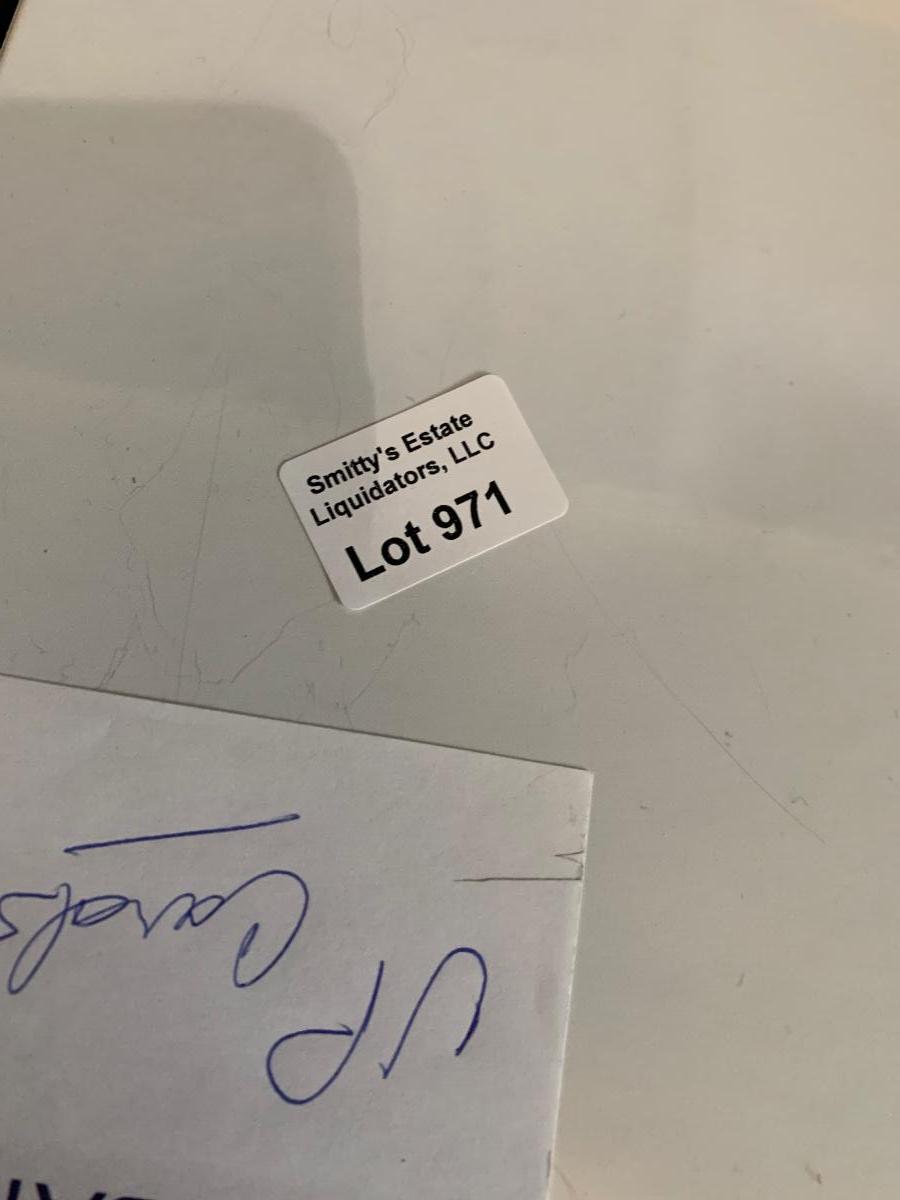 Smitty's Estate
Liquidators, LLC
Lot 971
UP
Cards